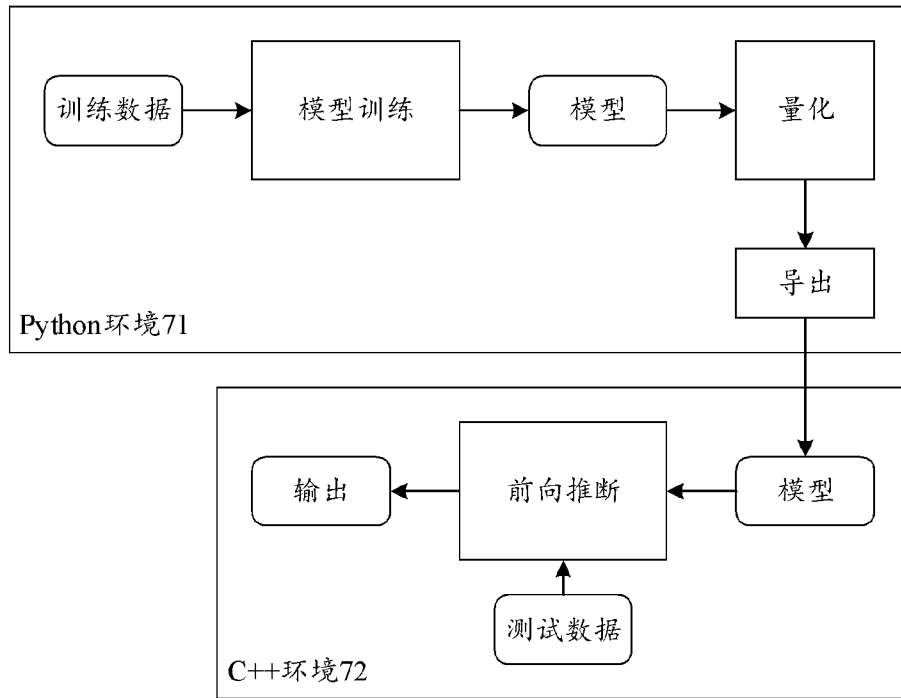 训练数据
模型训练
模型
量化
导出
Python环境71
输出
前向推断
模型
测试数据
C++环境72